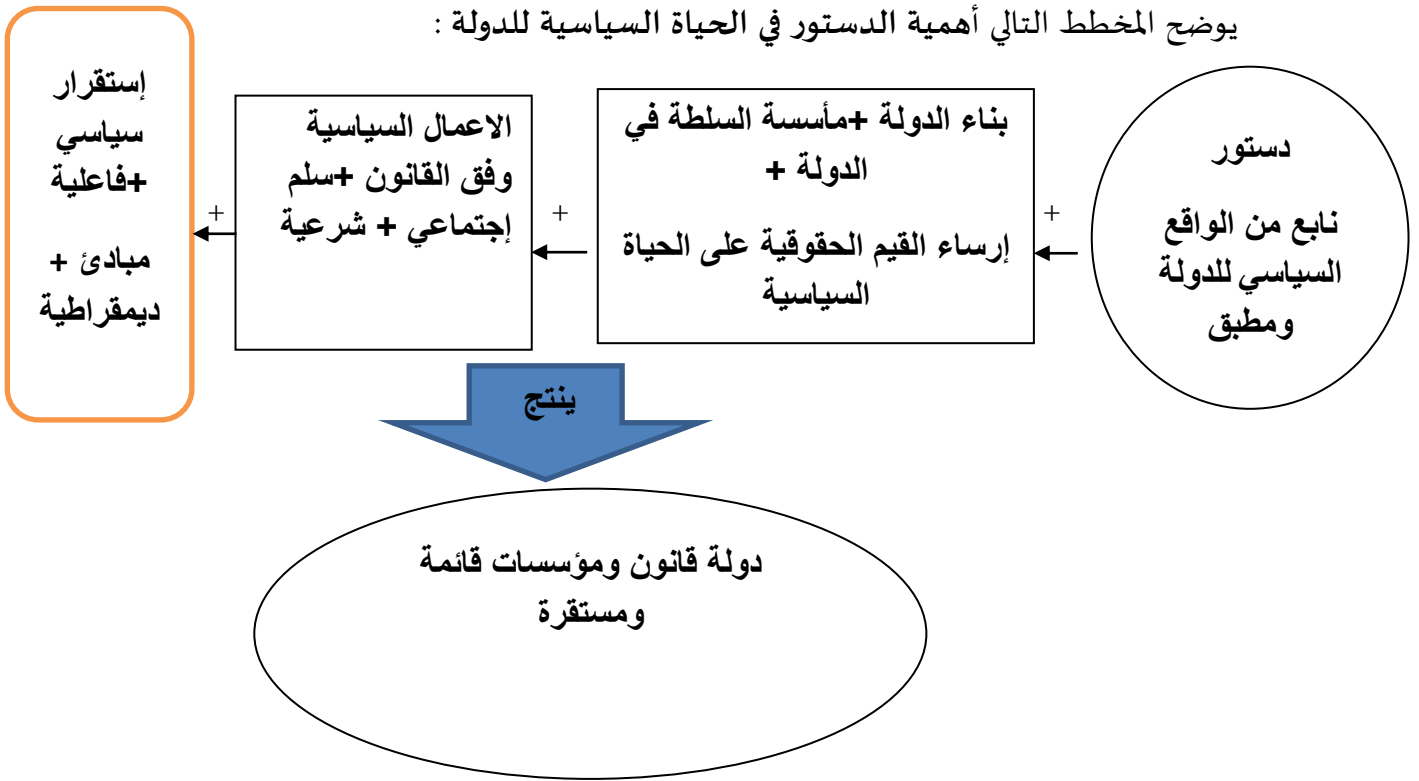 يوضح المخطط التالي أهمية الدستور في الحياة السياسية للدولة :
دستور
نابع من الواقع
السياسي للدولة
ومطبق
+
بناء الدولة +مأسسة السلطة في
الدولة +
إرساء القيم الحقوقية على الحياة
السياسية
+
الاعمال السياسية
وفق القانون +سلم
إجتماعي + شرعية
+
إستقرار
سياسي
+فاعلية
مبادئ +
ديمقراطية
ينتج
دولة قانون ومؤسسات قائمة
ومستقرة